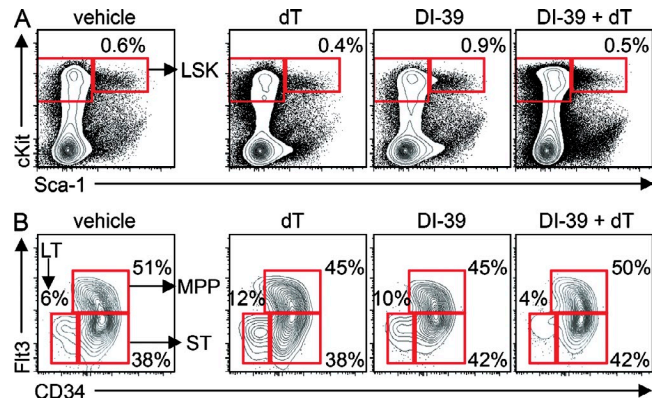 A vehicle dT DI-39 DI-39 + dT
0.6% 0.4% 0.9% 0.5%
LSK
cKit
Sca-1
B vehicle dT DI-39 DI-39 + dT
LT
51% 45% 45% 50%
6% MPP 12% 10% 4%
ST
Flt3
38% 38% 42% 42%
CD34